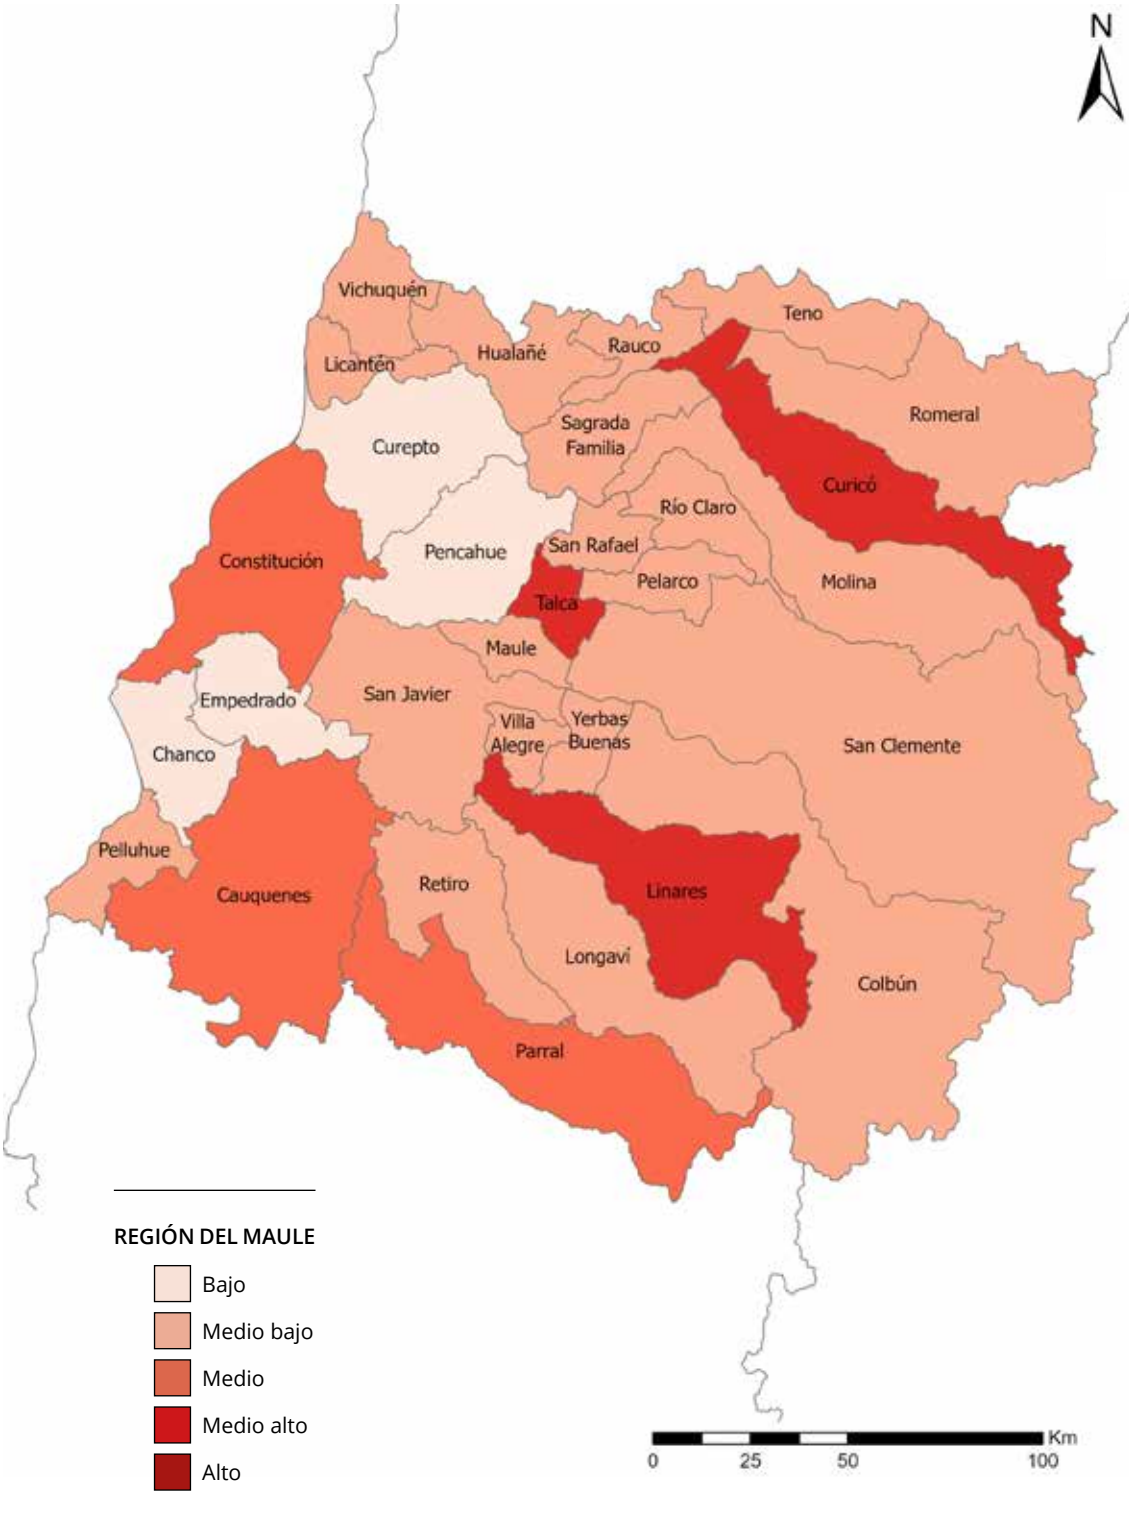 N
Vichuquén
Teno
Hualañé
Rauco
Licantén
Romeral
Sagrada
Familia
Curepto
Curicó
Río Claro
San Rafael
Pencahue
Constitución
Pelarco
Molina
Talca
Maule
San Javier
Empedrado
Villa
Alegre
Yerbas
Buenas
San Clemente
Chanco
Pelluhue
Retiro
Linares
Cauquenes
Longaví
Colbún
Parral
REGIÓN DEL MAULE
Bajo
Medio bajo
Medio
Medio alto
Alto
Km
0 25 50 100